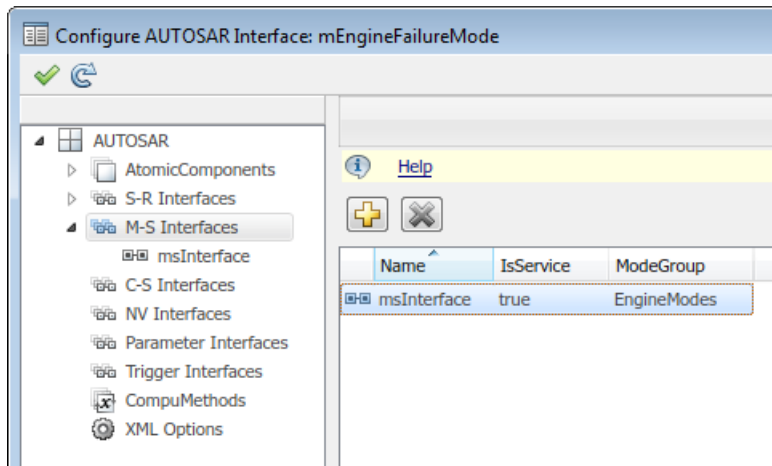 Configure AUTOSAR Interface: mEngineFailureMode
AUTOSAR
AtomicComponents
S-R Interfaces
M-S Interfaces
msInterface
C-S Interfaces
NV Interfaces
Parameter Interfaces
Trigger Interfaces
CompuMethods
XML Options
Help
Name IsService ModeGroup
msInterface true EngineModes